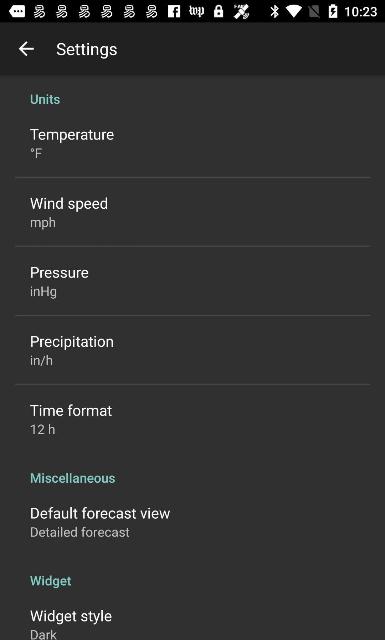 10:23
Settings
Units
Temperature
°F
Wind speed
mph
Pressure
inHg
Precipitation
in/h
Time format
12 h
Miscellaneous
Default forecast view
Detailed forecast
Widget
Widget style
Dark